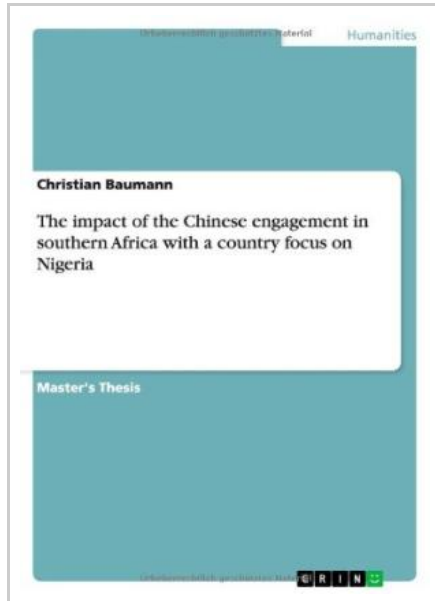 Urheberrechtlich geschütztes Material
Humanities
Christian Baumann
The impact of the Chinese engagement in
southern Africa with a country focus on
Nigeria
Master's Thesis
Urheberrechtlich geschütztes Material
GRIN